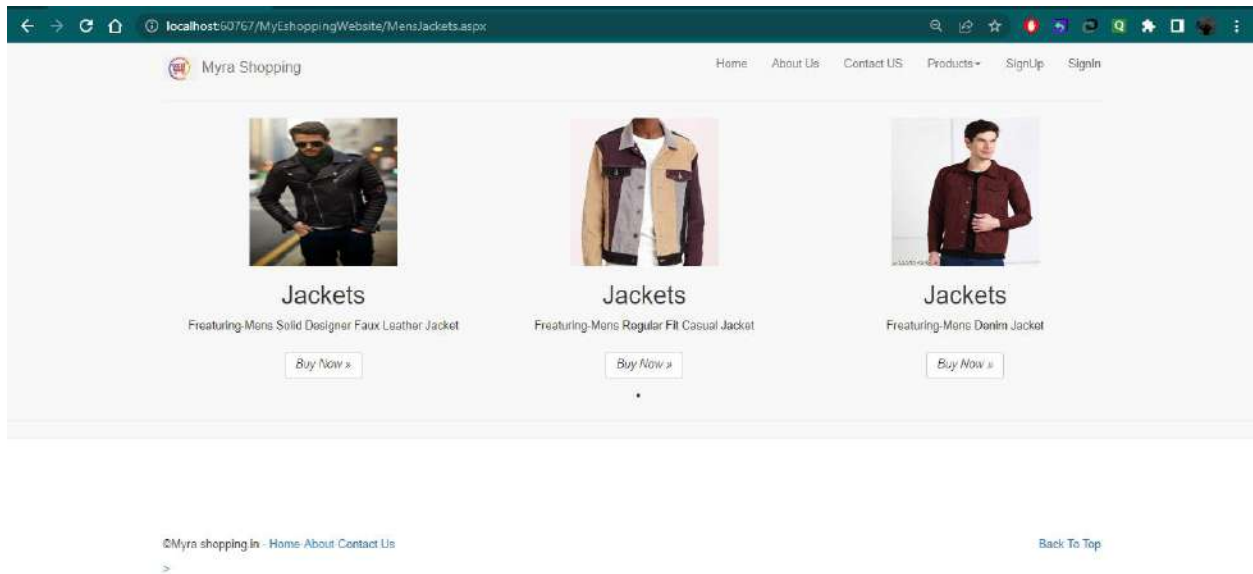 localhost:60767/MyEshoppingWebsite/MensJackets.aspx
Myra Shopping Home About Us Contact US Products SignUp SignIn
Jackets Jackets Jackets
Freaturing-Mens Solid Designer Faux Leather Jacket Freaturing-Mens Regular Fit Casual Jacket Freaturing-Mens Denim Jacket
Buy Now » Buy Now » Buy Now »
©Myra shopping.in - Home-About-Contact Us Back To Top
>